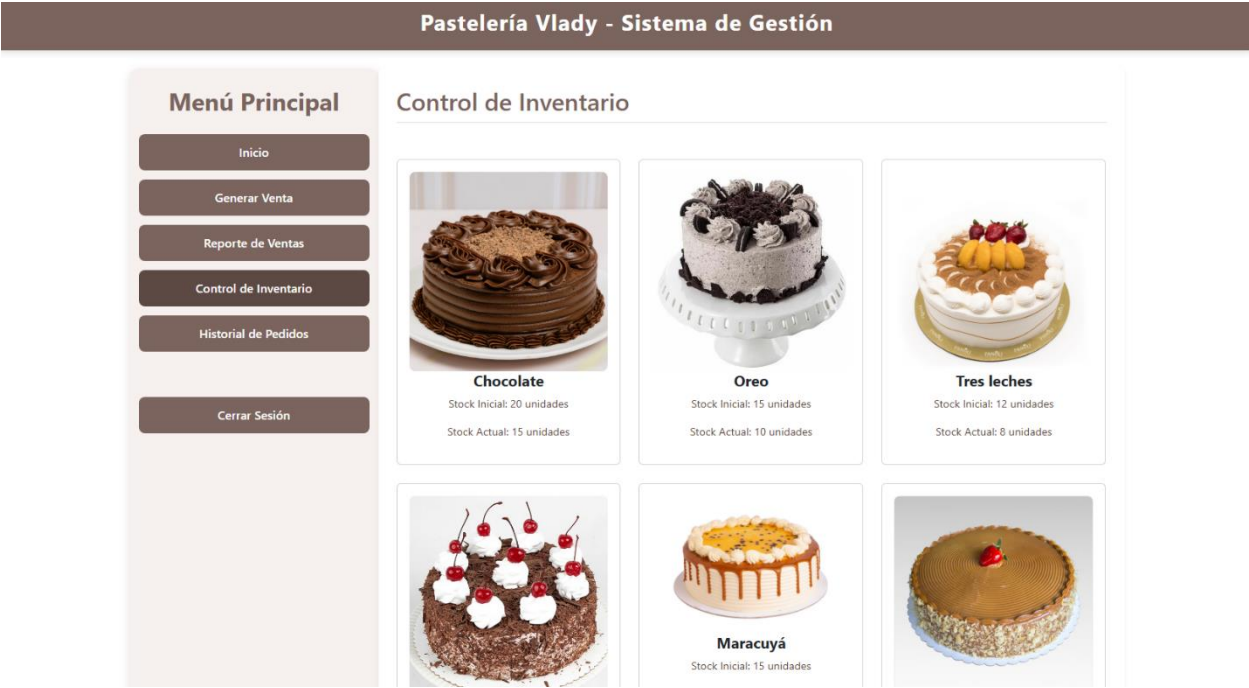 Pastelería Vlady - Sistema de Gestión
Menú Principal
Inicio
Generar Venta
Reporte de Ventas
Control de Inventario
Historial de Pedidos
Cerrar Sesión
Control de Inventario
Chocolate
Stock Inicial: 20 unidades
Stock Actual: 15 unidades
Oreo
Stock Inicial: 15 unidades
Stock Actual: 10 unidades
Tres leches
Stock Inicial: 12 unidades
Stock Actual: 8 unidades
Maracuyá
Stock Inicial: 15 unidades